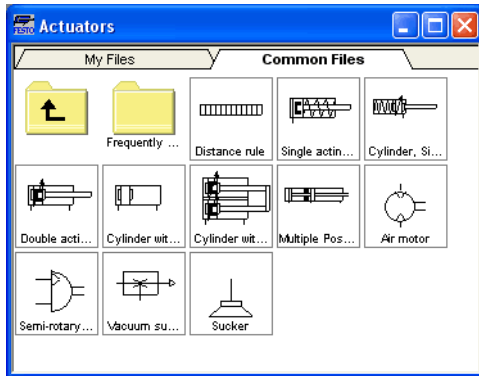 FESTO Actuators
My Files Common Files
Frequently ... Distance rule Single actin... Cylinder, Si...
Double acti... Cylinder wit... Cylinder wit... Multiple Pos... Air motor
Semi-rotary... Vacuum su... Sucker